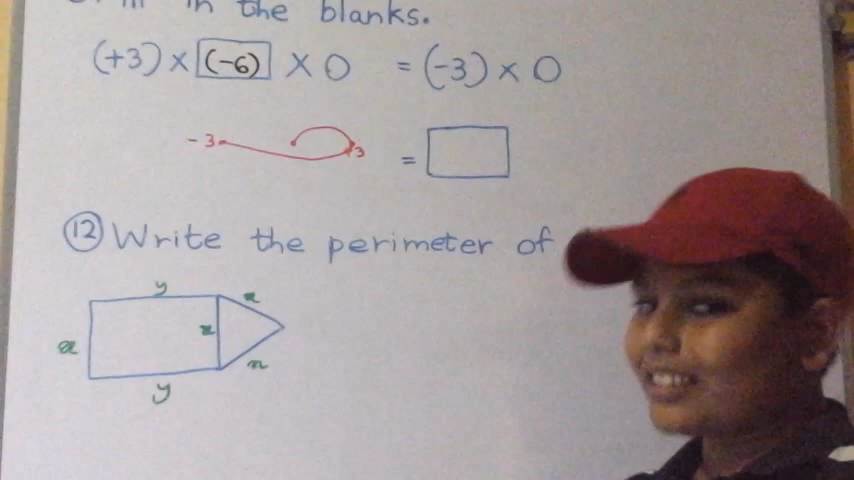 in the blanks.
(+3) × (-6) × 0 = (-3) × 0
-3 3
=
12 Write the perimeter of
y x
x x
y